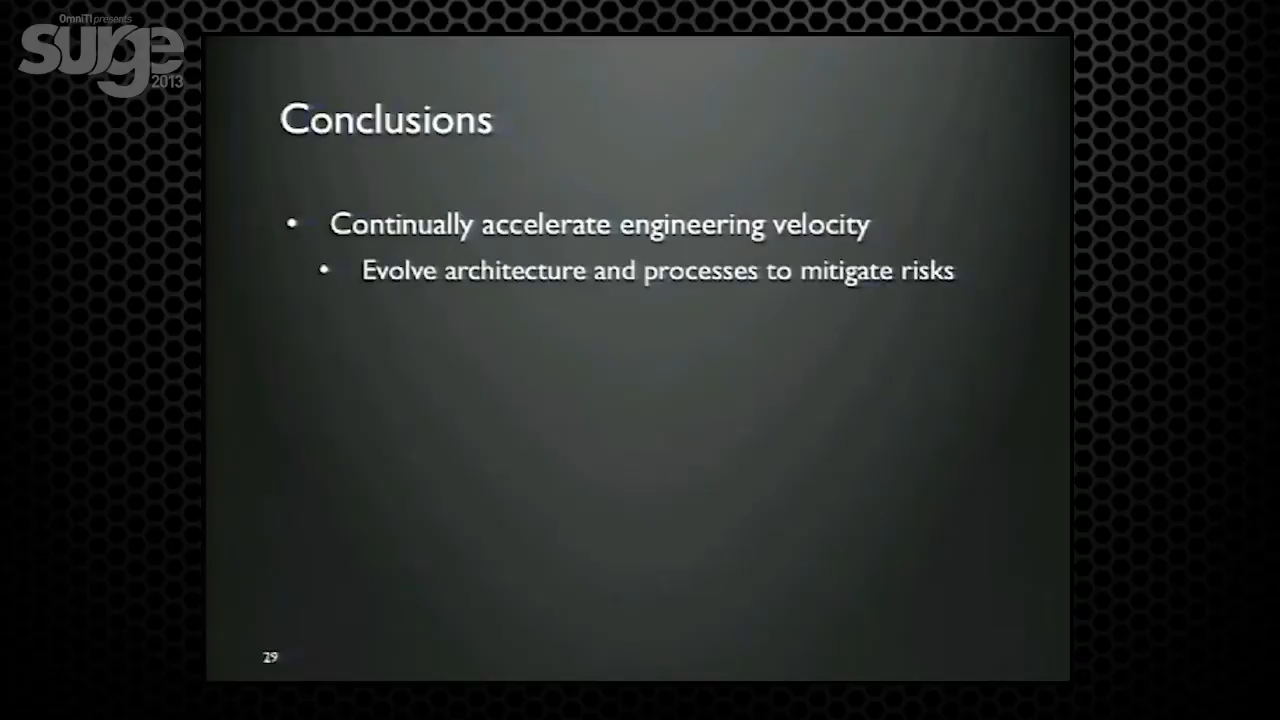 OmniTI presents
surge
2013
Conclusions
• Continually accelerate engineering velocity
• Evolve architecture and processes to mitigate risks
29